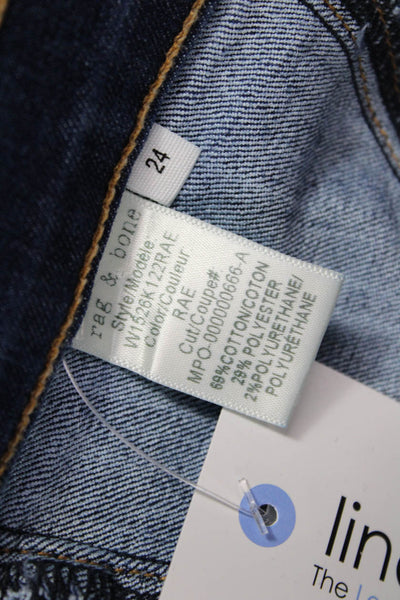 24
rag & bone
Style/Modèle:
W1526K122RAE
Color/Couleur
RAE
Cut/Coupe#
MPO-000000666-A
69%COTTON/COTON
29% POLYESTER
2%POLYURETHANE/
POLYURÉTHANE
lin
The